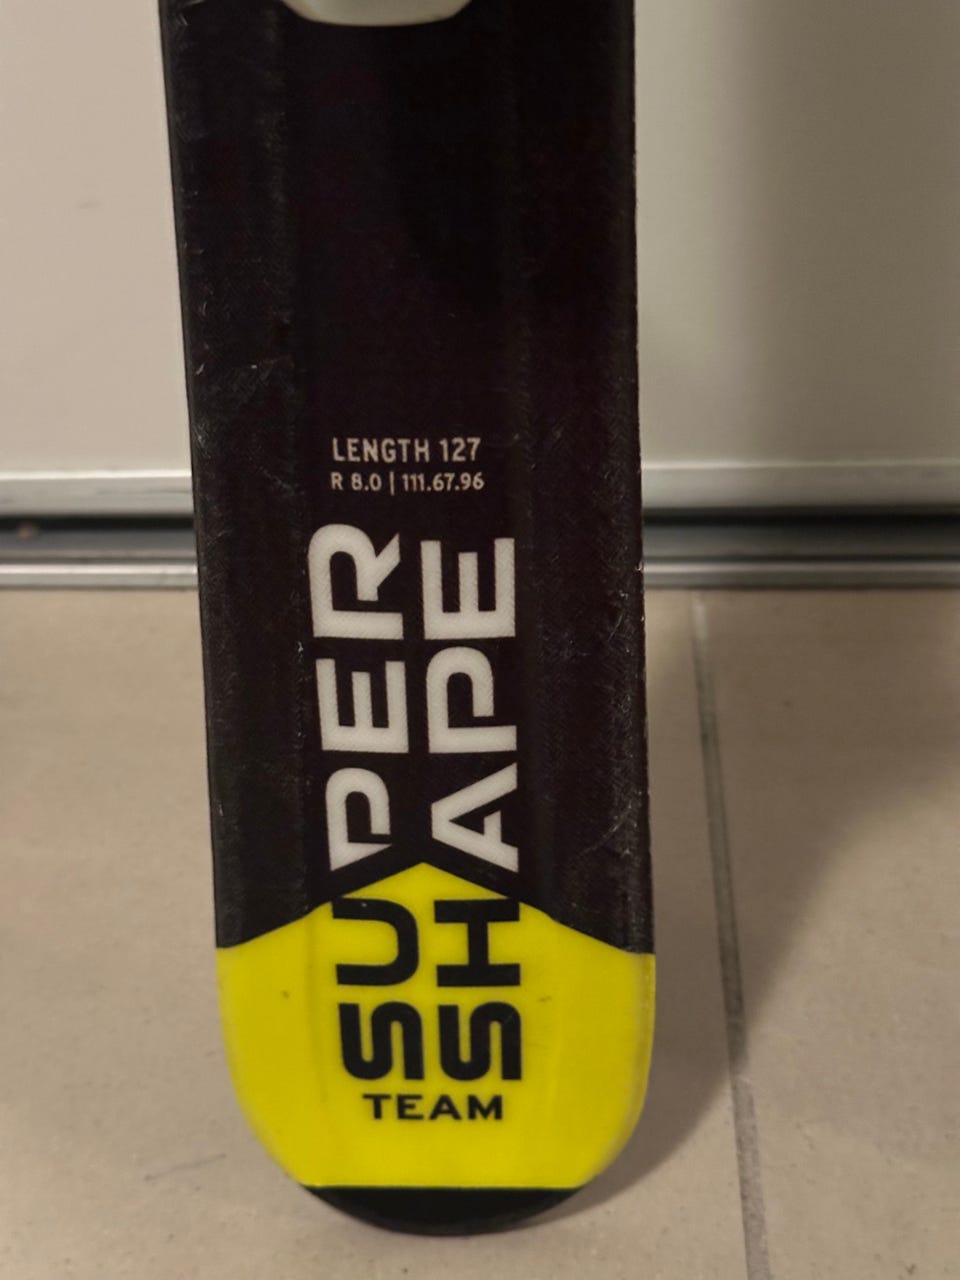 LENGTH 127
R 8.0 | 111.67.96
SUPER
SHAPE
TEAM